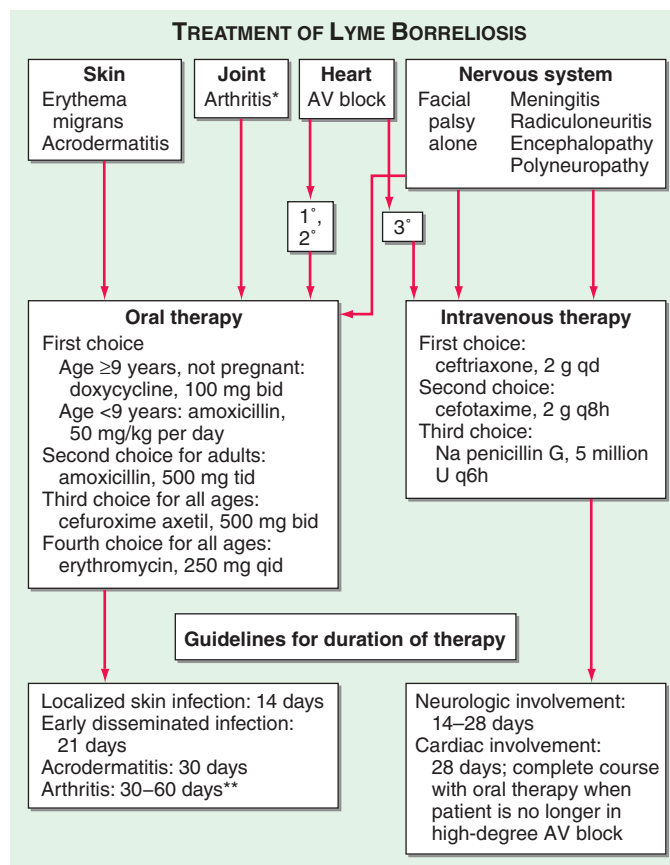 TREATMENT OF LYME BORRELIOSIS
Skin
Erythema
migrans
Acrodermatitis
Joint
Arthritis*
Heart
AV block
Nervous system
Facial
palsy
alone
Meningitis
Radiculoneuritis
Encephalopathy
Polyneuropathy
1°,
2°
3°
Oral therapy
First choice
Age ≥9 years, not pregnant:
doxycycline, 100 mg bid
Age <9 years: amoxicillin,
50 mg/kg per day
Second choice for adults:
amoxicillin, 500 mg tid
Third choice for all ages:
cefuroxime axetil, 500 mg bid
Fourth choice for all ages:
erythromycin, 250 mg qid
Intravenous therapy
First choice:
ceftriaxone, 2 g qd
Second choice:
cefotaxime, 2 g q8h
Third choice:
Na penicillin G, 5 million
U q6h
Guidelines for duration of therapy
Localized skin infection: 14 days
Early disseminated infection:
21 days
Acrodermatitis: 30 days
Arthritis: 30–60 days**
Neurologic involvement:
14–28 days
Cardiac involvement:
28 days; complete course
with oral therapy when
patient is no longer in
high-degree AV block